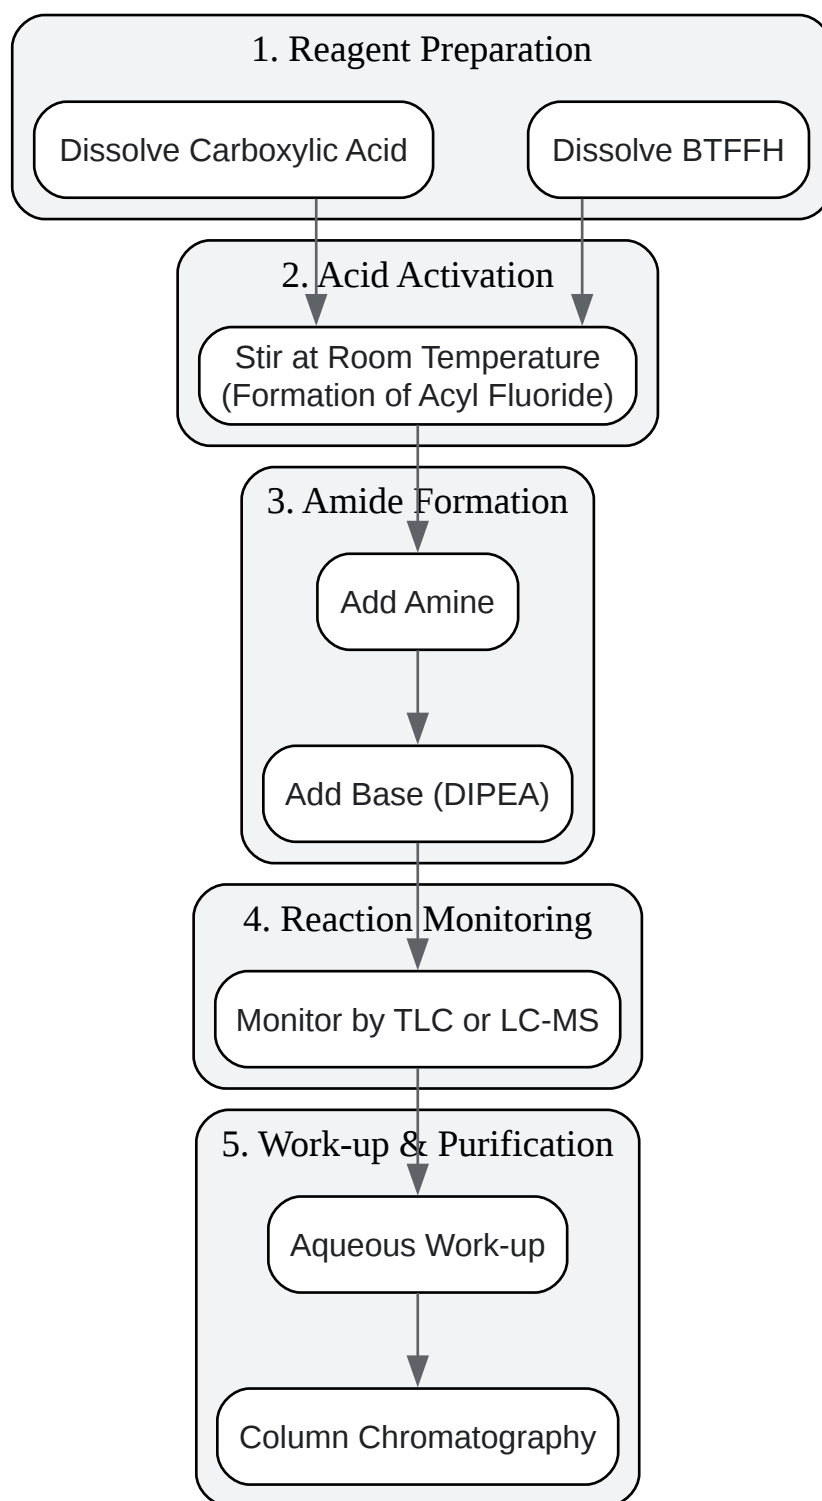 1. Reagent Preparation
Dissolve Carboxylic Acid
Dissolve BTFFH
2. Acid Activation
Stir at Room Temperature
(Formation of Acyl Fluoride)
3. Amide Formation
Add Amine
Add Base (DIPEA)
4. Reaction Monitoring
Monitor by TLC or LC-MS
5. Work-up & Purification
Aqueous Work-up
Column Chromatography